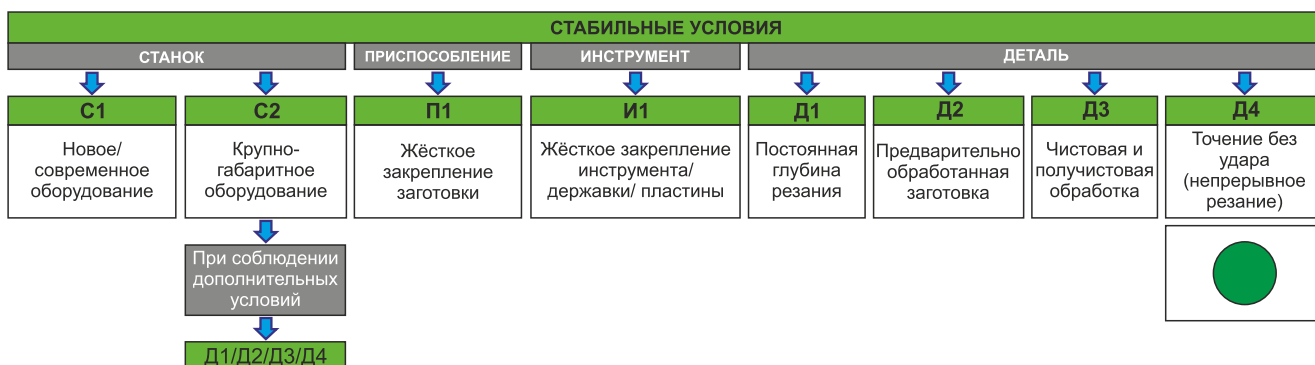 СТАБИЛЬНЫЕ УСЛОВИЯ
СТАНОК
ПРИСПОСОБЛЕНИЕ
ИНСТРУМЕНТ
ДЕТАЛЬ
С1
Новое/
современное
оборудование
С2
Крупно-
габаритное
оборудование
При соблюдении
дополнительных
условий
Д1/Д2/Д3/Д4
П1
Жёсткое
закрепление
заготовки
И1
Жёсткое закрепление
инструмента/
державки/ пластины
Д1
Постоянная
глубина
резания
Д2
Предварительно
обработанная
заготовка
Д3
Чистовая и
получистовая
обработка
Д4
Точение без
удара
(непрерывное
резание)